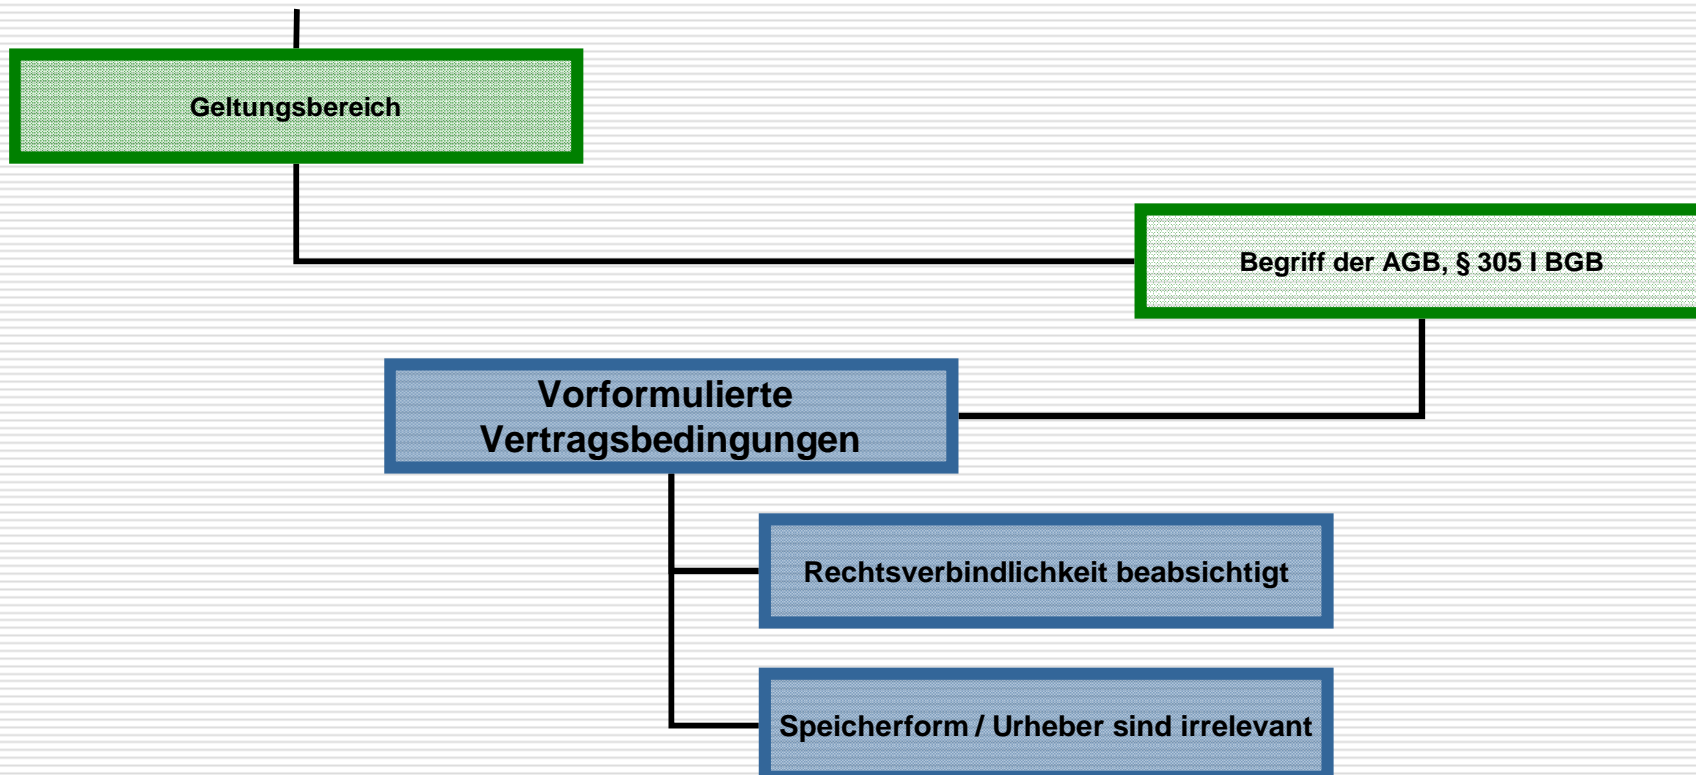 Geltungsbereich
Begriff der AGB, § 305 I BGB
Vorformulierte
Vertragsbedingungen
Rechtsverbindlichkeit beabsichtigt
Speicherform / Urheber sind irrelevant